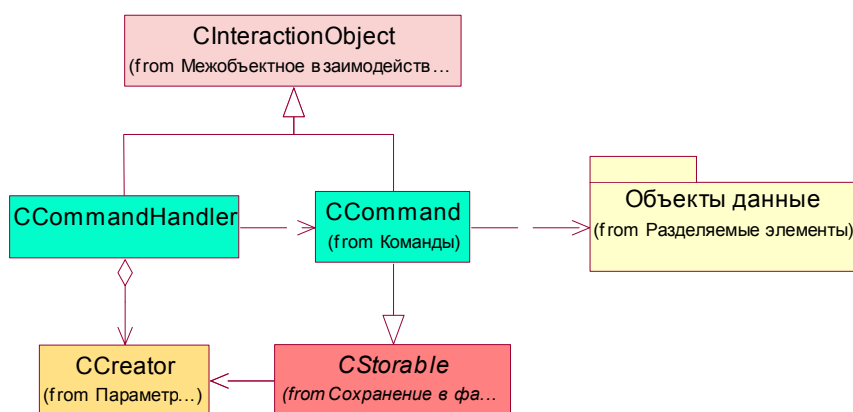 CInteractionObject
(from Межобъектное взаимодейств...
CCommandHandler
CCommand
(from Команды)
Объекты данные
(from Разделяемые элементы)
CCreator
(from Параметр...)
CStorable
(from Сохранение в фа...